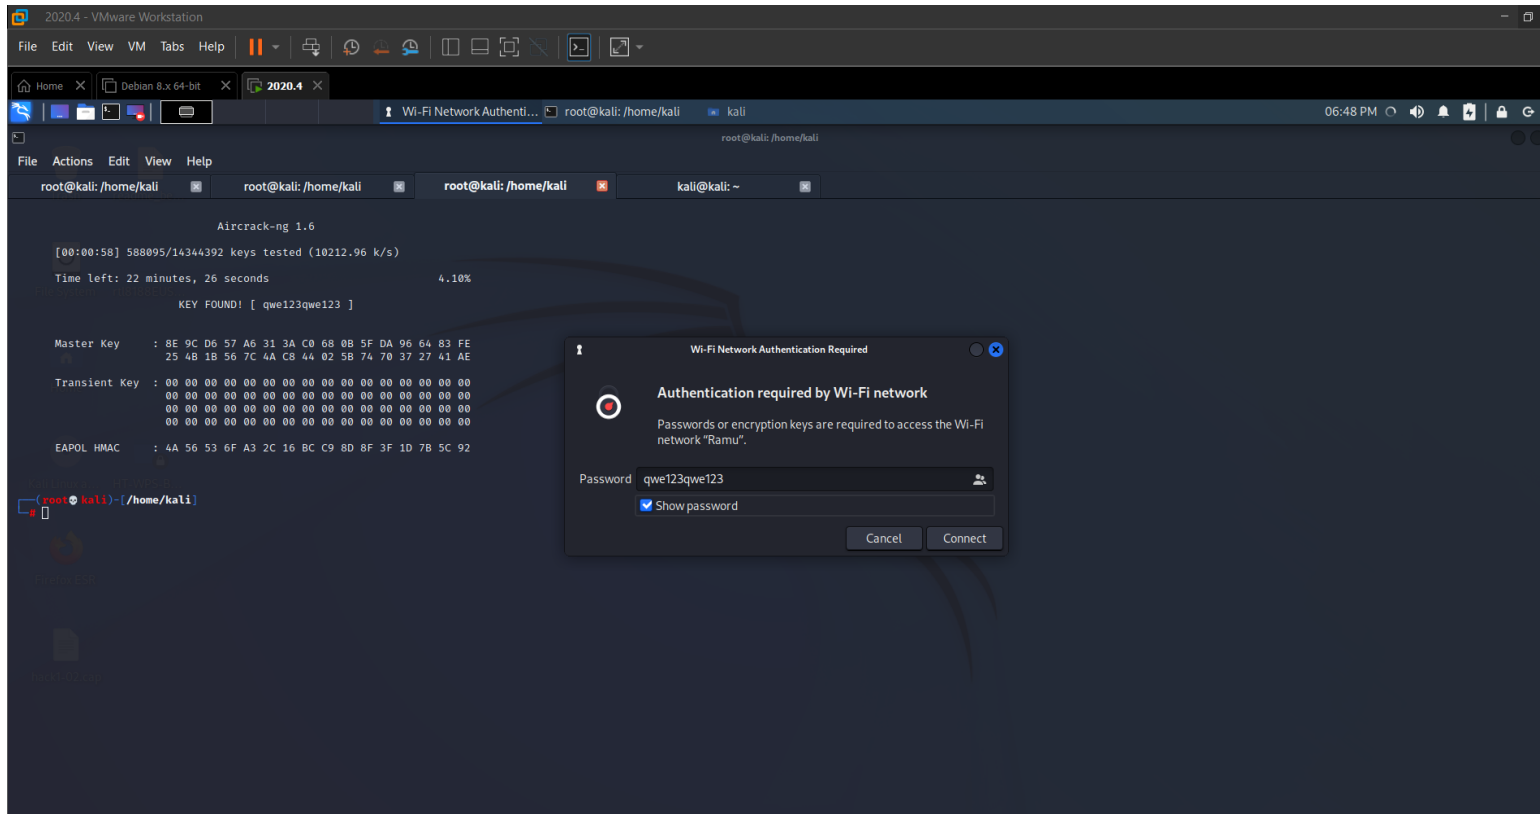 2020.4 - VMware Workstation
File Edit View VM Tabs Help
Home Debian 8.x 64-bit 2020.4
Wi-Fi Network Authenti... root@kali: /home/kali kali 06:48 PM
root@kali: /home/kali
File Actions Edit View Help
root@kali: /home/kali root@kali: /home/kali root@kali: /home/kali kali@kali: ~
Aircrack-ng 1.6
[00:00:58] 588095/14344392 keys tested (10212.96 k/s)
Time left: 22 minutes, 26 seconds 4.10%
KEY FOUND! [ qwe123qwe123 ]
Master Key : 8E 9C D6 57 A6 31 3A C0 68 0B 5F DA 96 64 83 FE
25 4B 1B 56 7C 4A C8 44 02 5B 74 70 37 27 41 AE
Transient Key : 00 00 00 00 00 00 00 00 00 00 00 00 00 00 00 00
00 00 00 00 00 00 00 00 00 00 00 00 00 00 00 00
00 00 00 00 00 00 00 00 00 00 00 00 00 00 00 00
00 00 00 00 00 00 00 00 00 00 00 00 00 00 00 00
EAPOL HMAC : 4A 56 53 6F A3 2C 16 BC C9 8D 8F 3F 1D 7B 5C 92
(root💀kali)-[/home/kali]
#
Wi-Fi Network Authentication Required
Authentication required by Wi-Fi network
Passwords or encryption keys are required to access the Wi-Fi
network “Ramu”.
Password qwe123qwe123
Show password
Cancel Connect